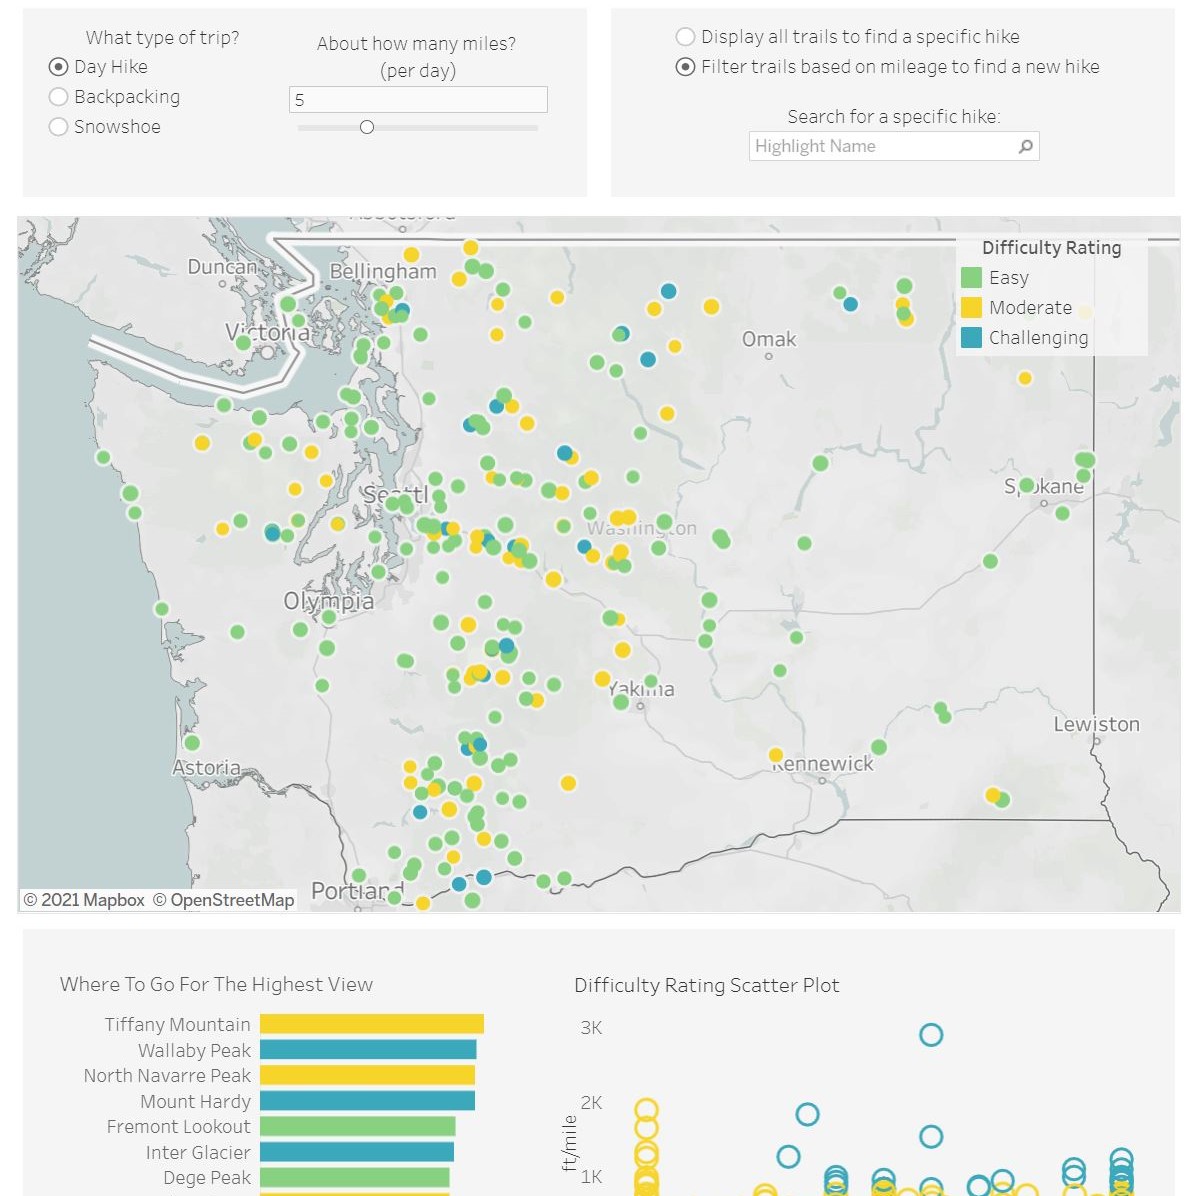 What type of trip?
Day Hike
Backpacking
Snowshoe
About how many miles?
(per day)
5
Display all trails to find a specific hike
Filter trails based on mileage to find a new hike
Search for a specific hike:
Highlight Name
Duncan
Bellingham
Victoria
Omak
Difficulty Rating
Easy
Moderate
Challenging
Spokane
Washington
Olympia
Yakima
Lewiston
Astoria
Kennewick
Portland
© 2021 Mapbox © OpenStreetMap
Where To Go For The Highest View
Tiffany Mountain
Wallaby Peak
North Navarre Peak
Mount Hardy
Fremont Lookout
Inter Glacier
Dege Peak
Difficulty Rating Scatter Plot
3K
2K
1K
ft/mile